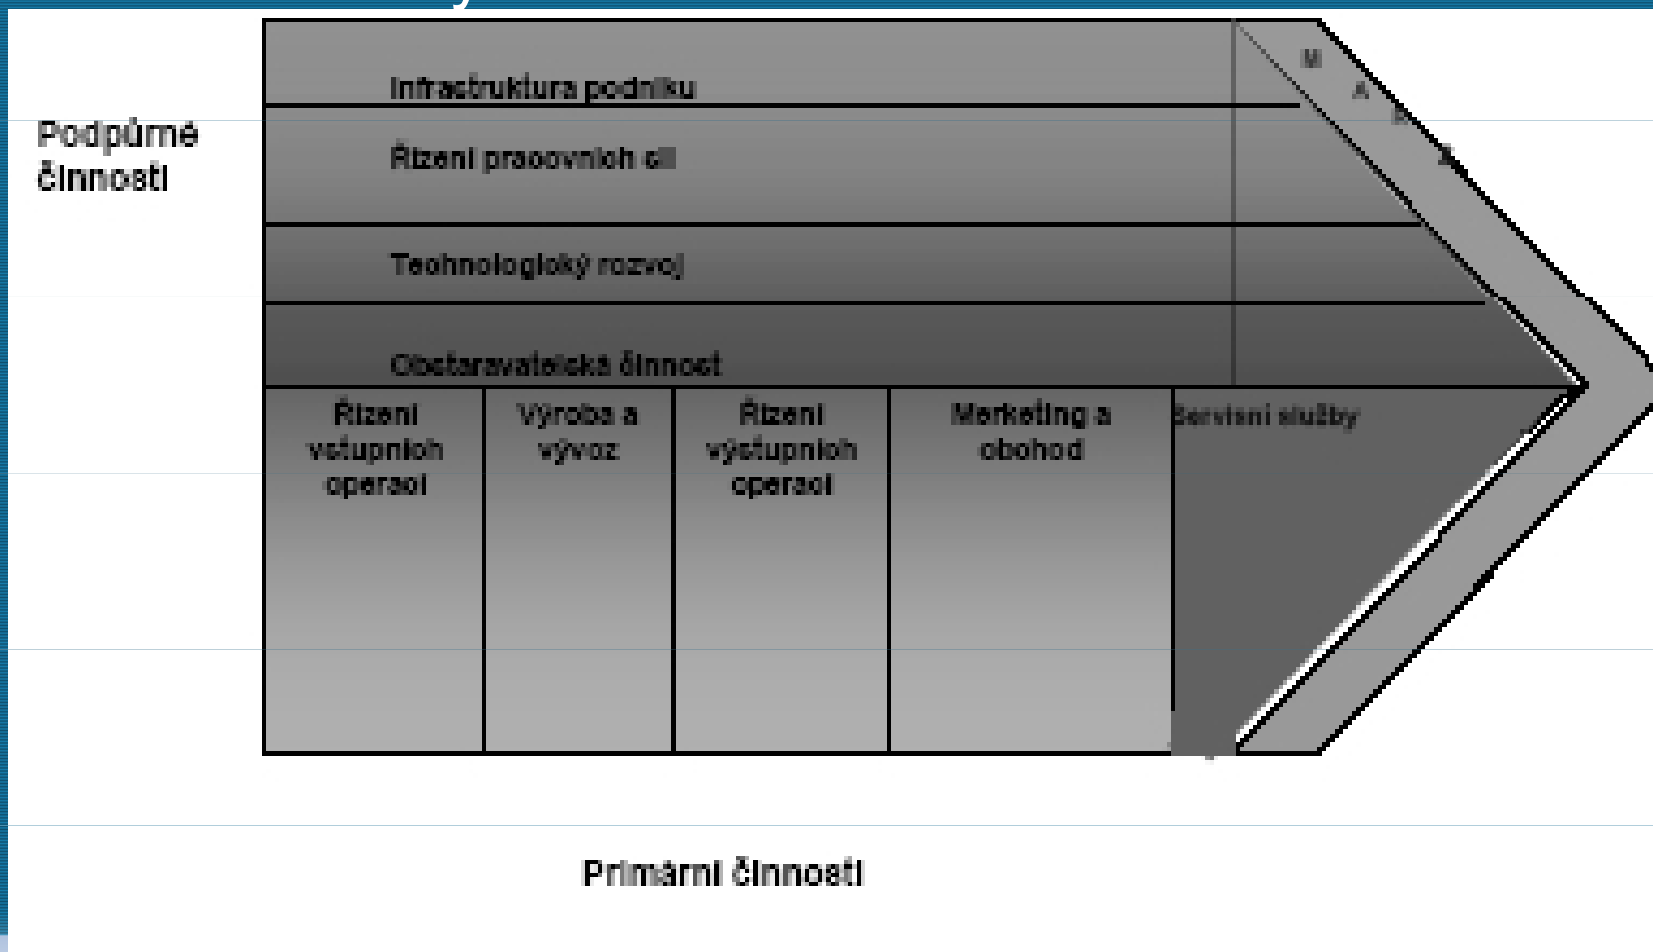 Infrastruktura podniku
Podpůrné
činnosti
Řízení pracovních sil
Technologický rozvoj
Obstaravatelská činnost
Řízení
vstupních
operací
Výroba a
vývoz
Řízení
výstupních
operací
Merketing a
obchod
Servisní služby
M
A
Primární činnosti